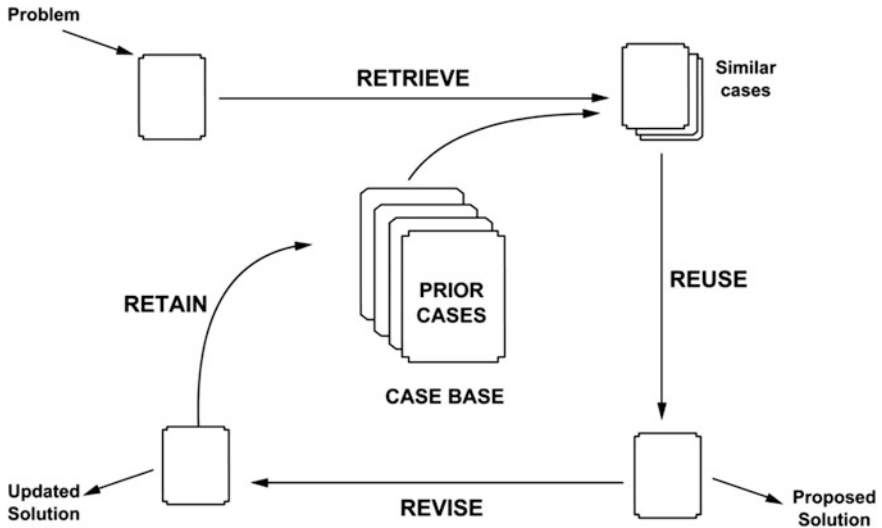 Problem
RETRIEVE
Similar
cases
PRIOR
CASES
CASE BASE
RETAIN
REUSE
REVISE
Updated
Solution
Proposed
Solution